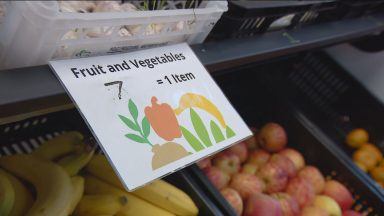 Fruit and Vegetables
7 = 1 Item